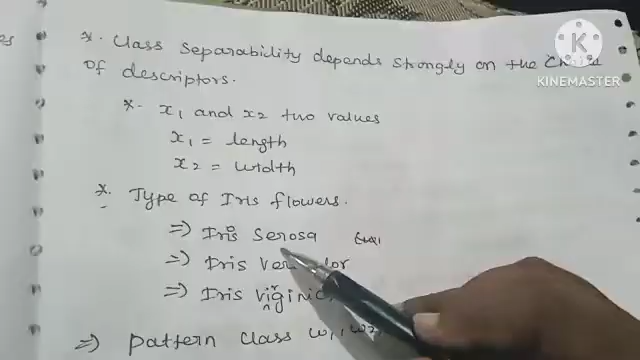 es
* Class Separability depends strongly on the
of descriptors.
* x1 and x2 two values
x1 = length
x2 = width
* Type of Iris flowers.
⇒ Iris Serosa
⇒ Iris
⇒ Iris
⇒ pattern class w1,
K
KINEMASTER